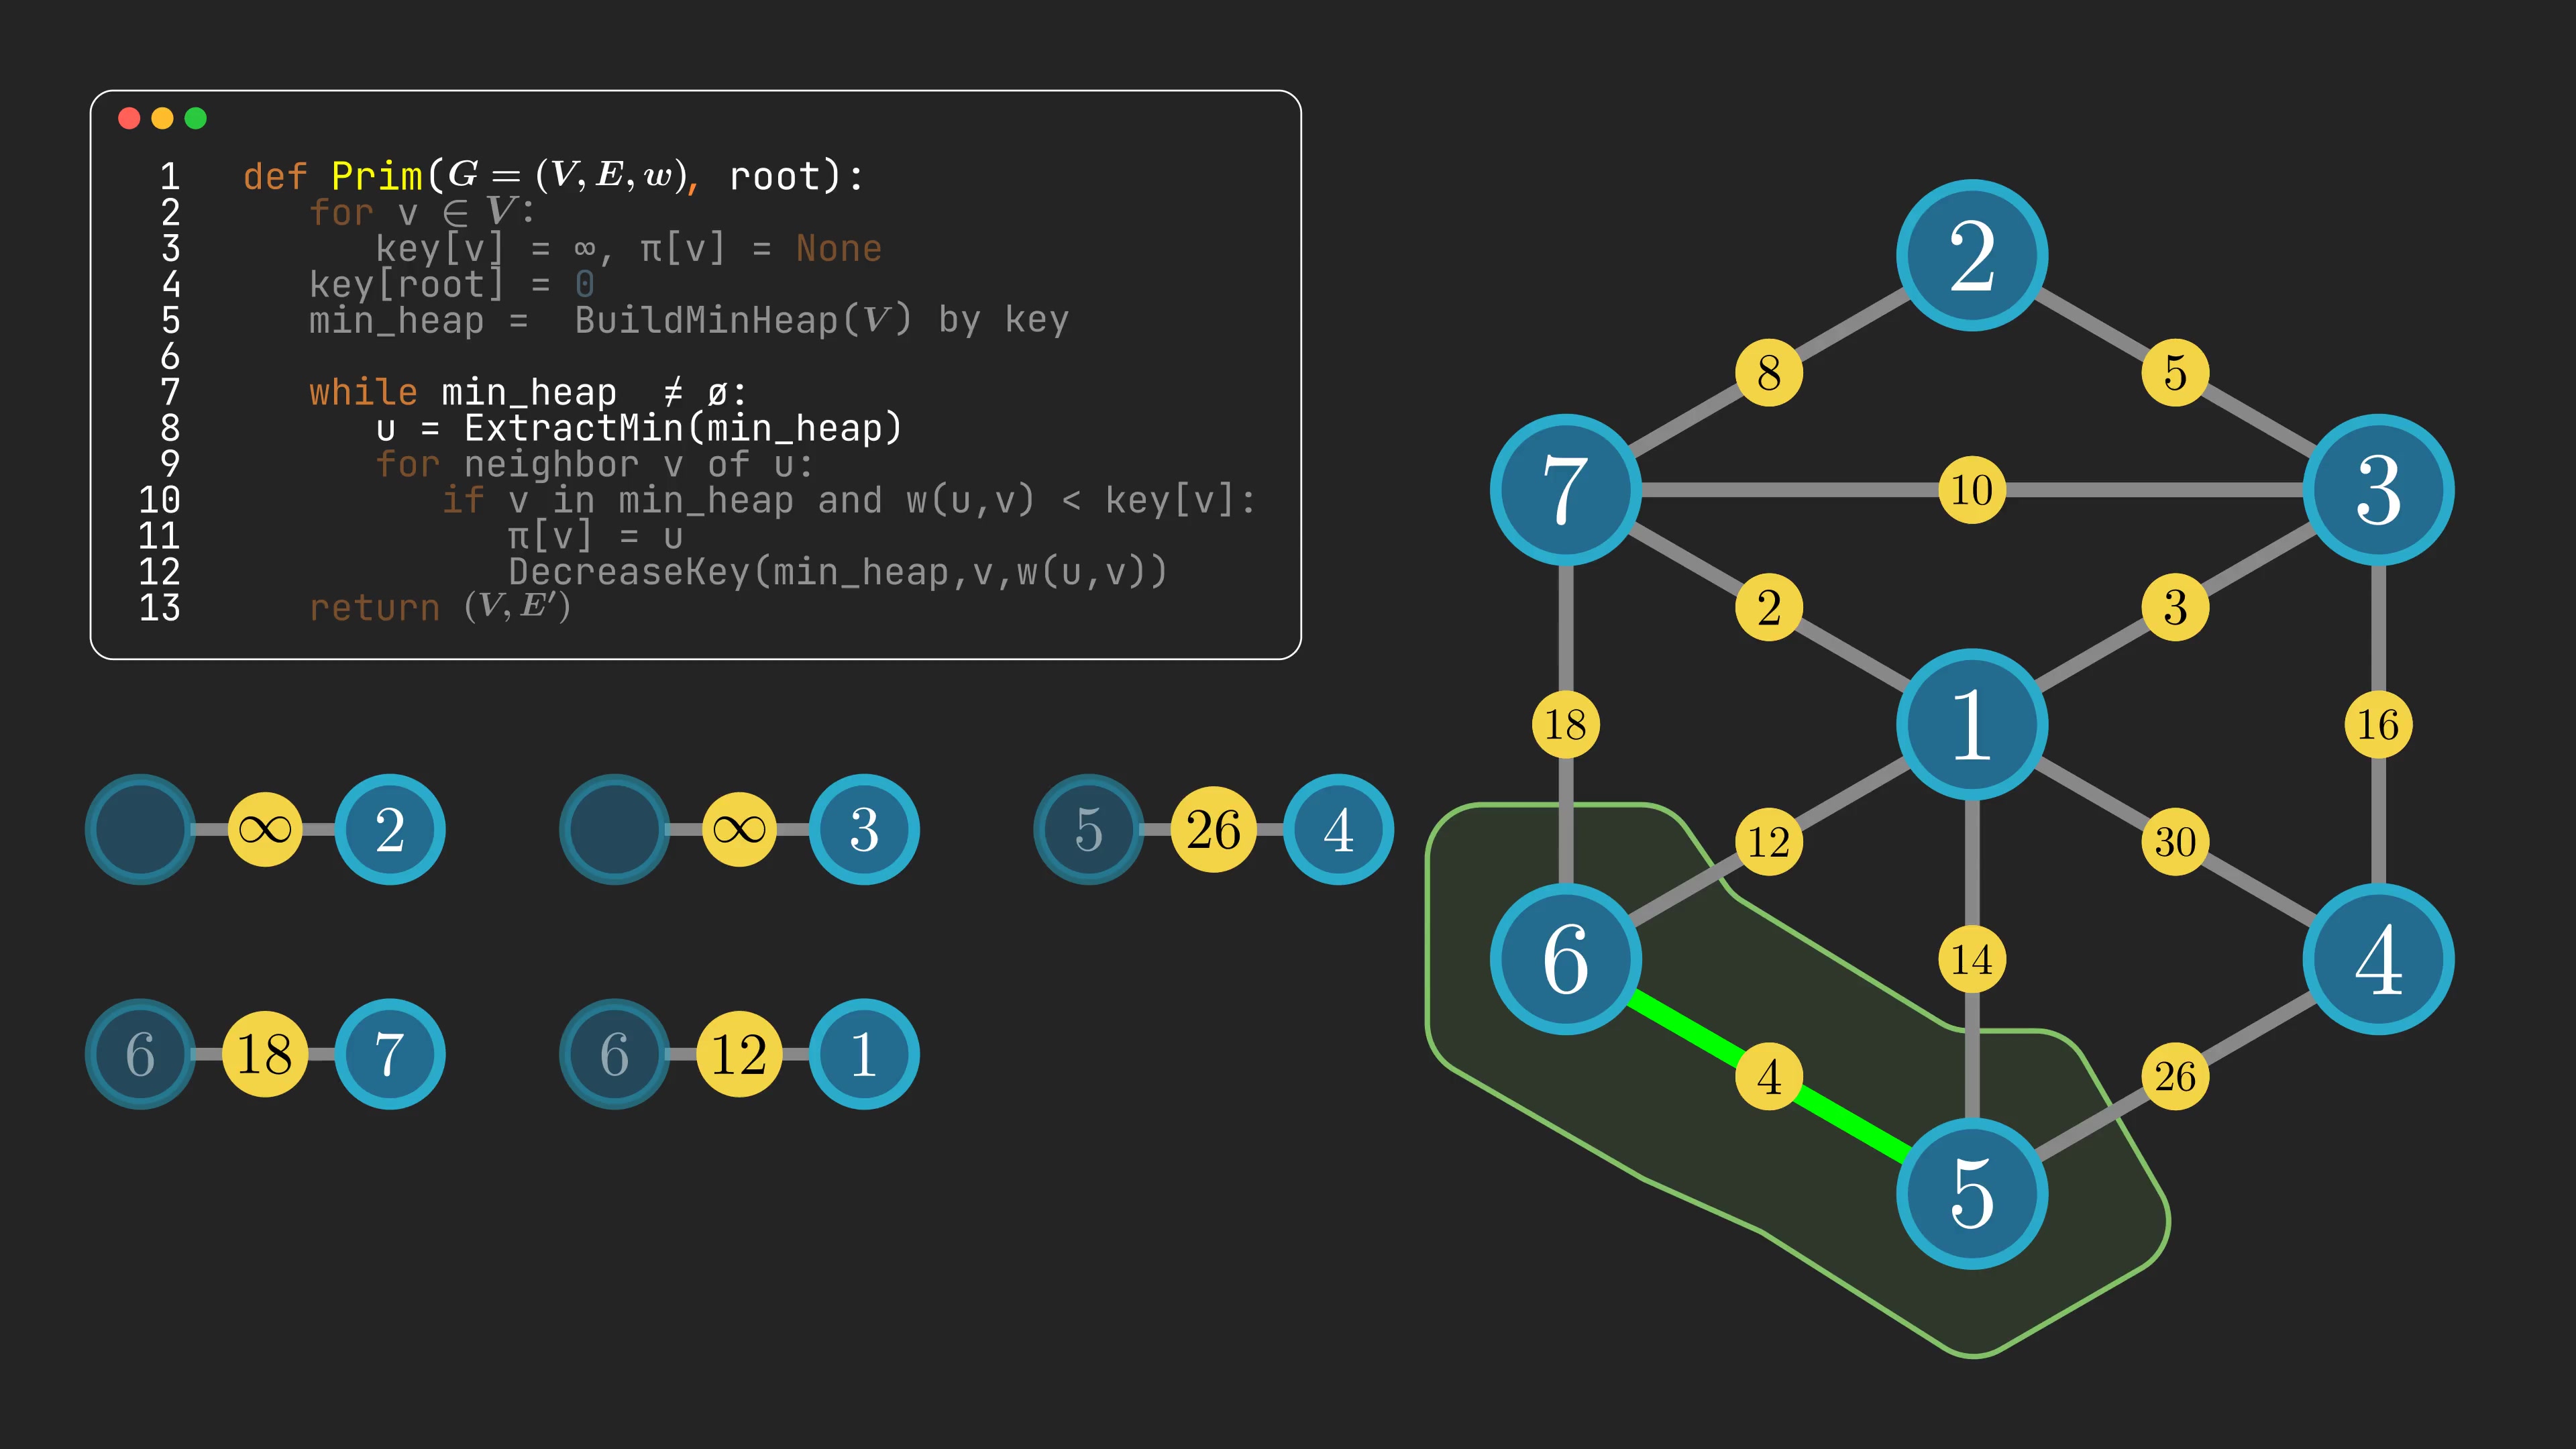 1 def Prim(G = (V, E, w), root):
2 for v ∈ V:
3 key[v] = ∞, π[v] = None
4 key[root] = 0
5 min_heap = BuildMinHeap(V) by key
6
7 while min_heap ≠ ø:
8 u = ExtractMin(min_heap)
9 for neighbor v of u:
10 if v in min_heap and w(u,v) < key[v]:
11 π[v] = u
12 DecreaseKey(min_heap,v,w(u,v))
13 return (V, E′)
∞ 2
∞ 3
5 26 4
6 18 7
6 12 1
2
8 5
7 10 3
2 3
18 1 16
12 30
6 14 4
4 26
5